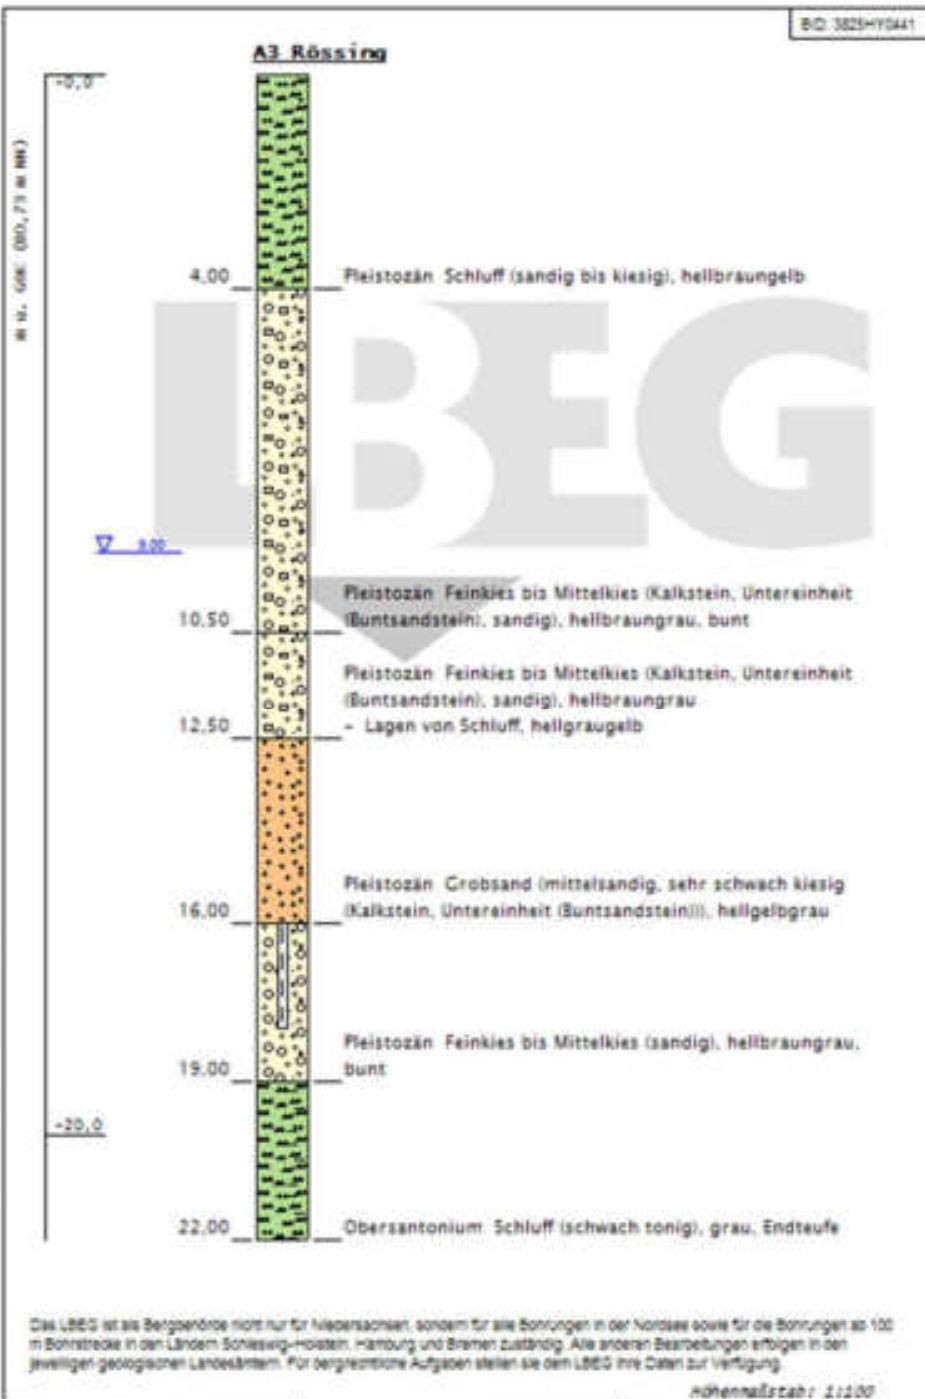 BID: 3825HY0441
A3 Rössing
-0,0
m u. GOK (80,73 m NN)
4,00 Pleistozän Schluff (sandig bis kiesig), hellbraungelb
LBEG
9.00
Pleistozän Feinkies bis Mittelkies (Kalkstein, Untereinheit
10,50 (Buntsandstein), sandig), hellbraungrau, bunt
Pleistozän Feinkies bis Mittelkies (Kalkstein, Untereinheit
(Buntsandstein), sandig), hellbraungrau
12,50 - Lagen von Schluff, hellgraugelb
Pleistozän Grobsand (mittelsandig, sehr schwach kiesig
16,00 (Kalkstein, Untereinheit (Buntsandstein))), hellgelbgrau
Pleistozän Feinkies bis Mittelkies (sandig), hellbraungrau,
19,00 bunt
-20,0
22,00 Obersantonium Schluff (schwach tonig), grau, Endteufe
Das LBEG ist als Bergbehörde nicht nur für Niedersachsen, sondern für alle Bohrungen in der Nordsee sowie für die Bohrungen ab 100
m Bohrstrecke in den Ländern Schleswig-Holstein, Hamburg und Bremen zuständig. Alle anderen Bearbeitungen erfolgen in den
jeweiligen geologischen Landesämtern. Für bergrechtliche Aufgaben stellen sie dem LBEG ihre Daten zur Verfügung.
Höhenmaßstab: 1:100